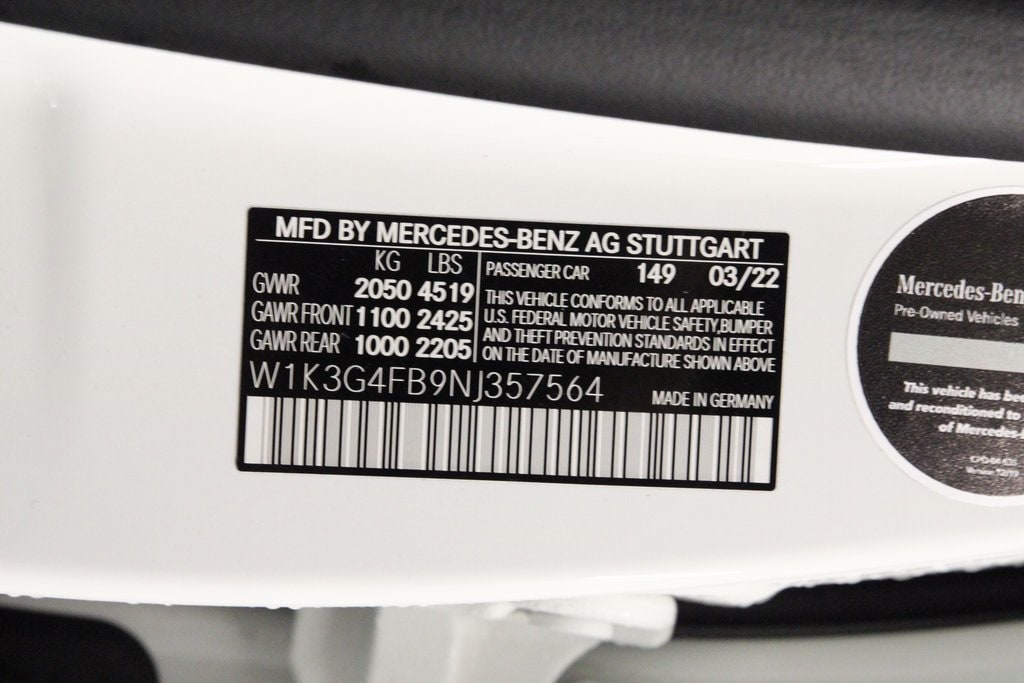 MFD BY MERCEDES-BENZ AG STUTTGART
KG LBS
GWR 2050 4519
GAWR FRONT 1100 2425
GAWR REAR 1000 2205
PASSENGER CAR 149 03/22
THIS VEHICLE CONFORMS TO ALL APPLICABLE
U.S. FEDERAL MOTOR VEHICLE SAFETY,BUMPER
AND THEFT PREVENTION STANDARDS IN EFFECT
ON THE DATE OF MANUFACTURE SHOWN ABOVE
W1K3G4FB9NJ357564
MADE IN GERMANY
Mercedes-Ben
Pre-Owned Vehicles
This vehicle has bee
and reconditioned to
of Mercedes-